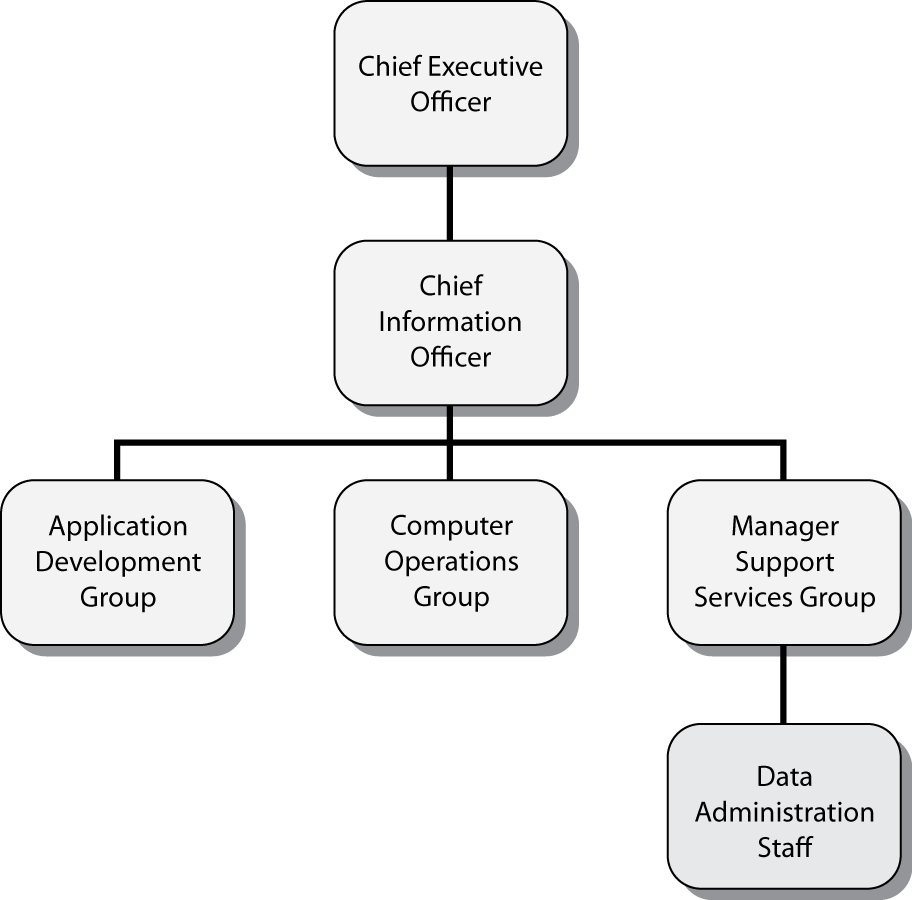 Chief Executive
Officer
Chief
Information
Officer
Application
Development
Group
Computer
Operations
Group
Manager
Support
Services Group
Data
Administration
Staff